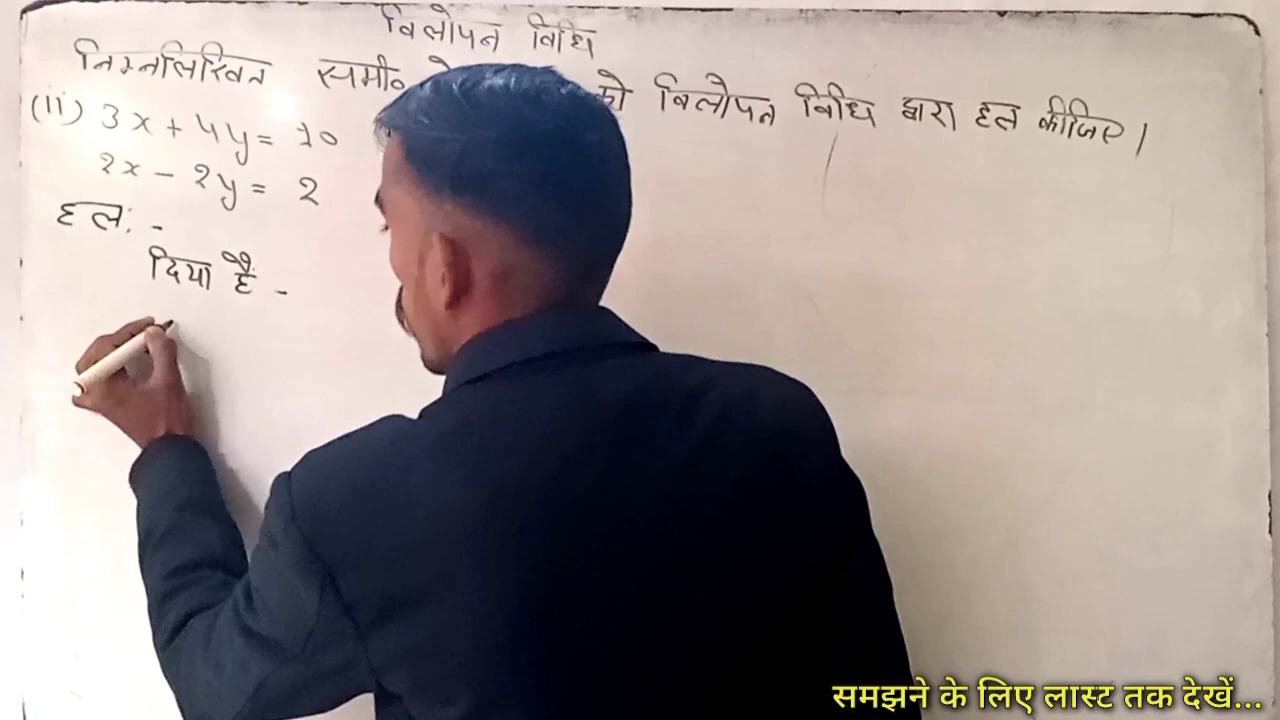 विलोपन विधि
निम्नलिखित समी० को विलोपन विधि द्वारा हल कीजिए।
(ii) 3x + 4y = 10
2x - 2y = 2
हल: -
दिया है -
समझने के लिए लास्ट तक देखें...